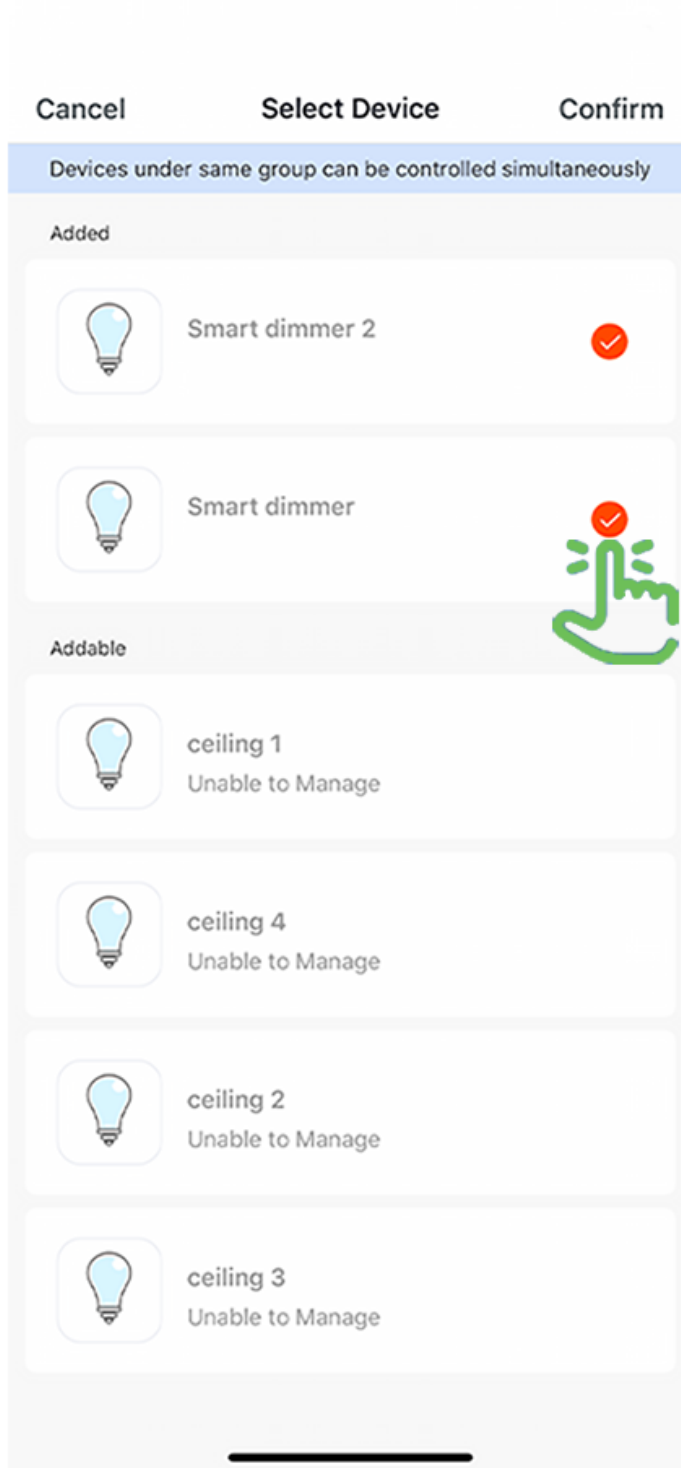 Cancel Select Device Confirm
Devices under same group can be controlled simultaneously
Added
Smart dimmer 2
Smart dimmer
Addable
ceiling 1
Unable to Manage
ceiling 4
Unable to Manage
ceiling 2
Unable to Manage
ceiling 3
Unable to Manage